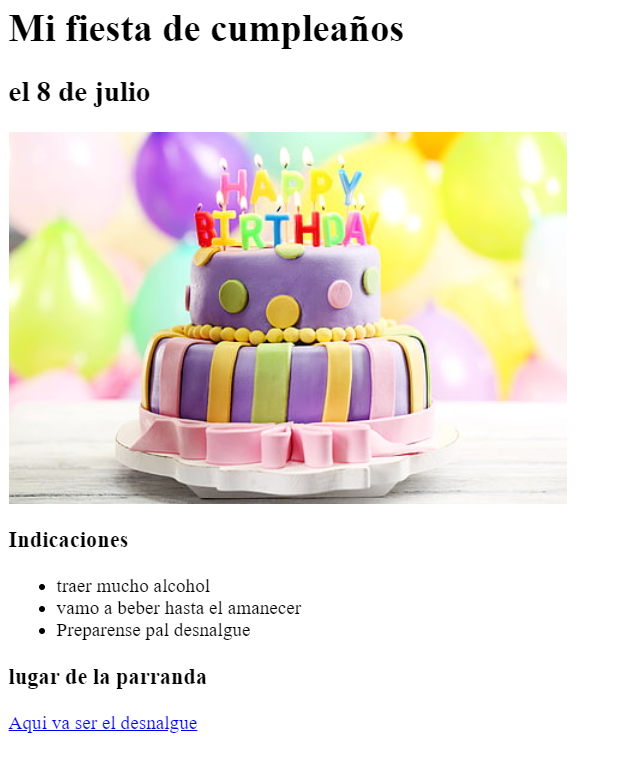 Mi fiesta de cumpleaños
el 8 de julio
HAPPY
BIRTHDAY
Indicaciones
traer mucho alcohol
vamo a beber hasta el amanecer
Preparense pal desnalgue
lugar de la parranda
Aqui va ser el desnalgue